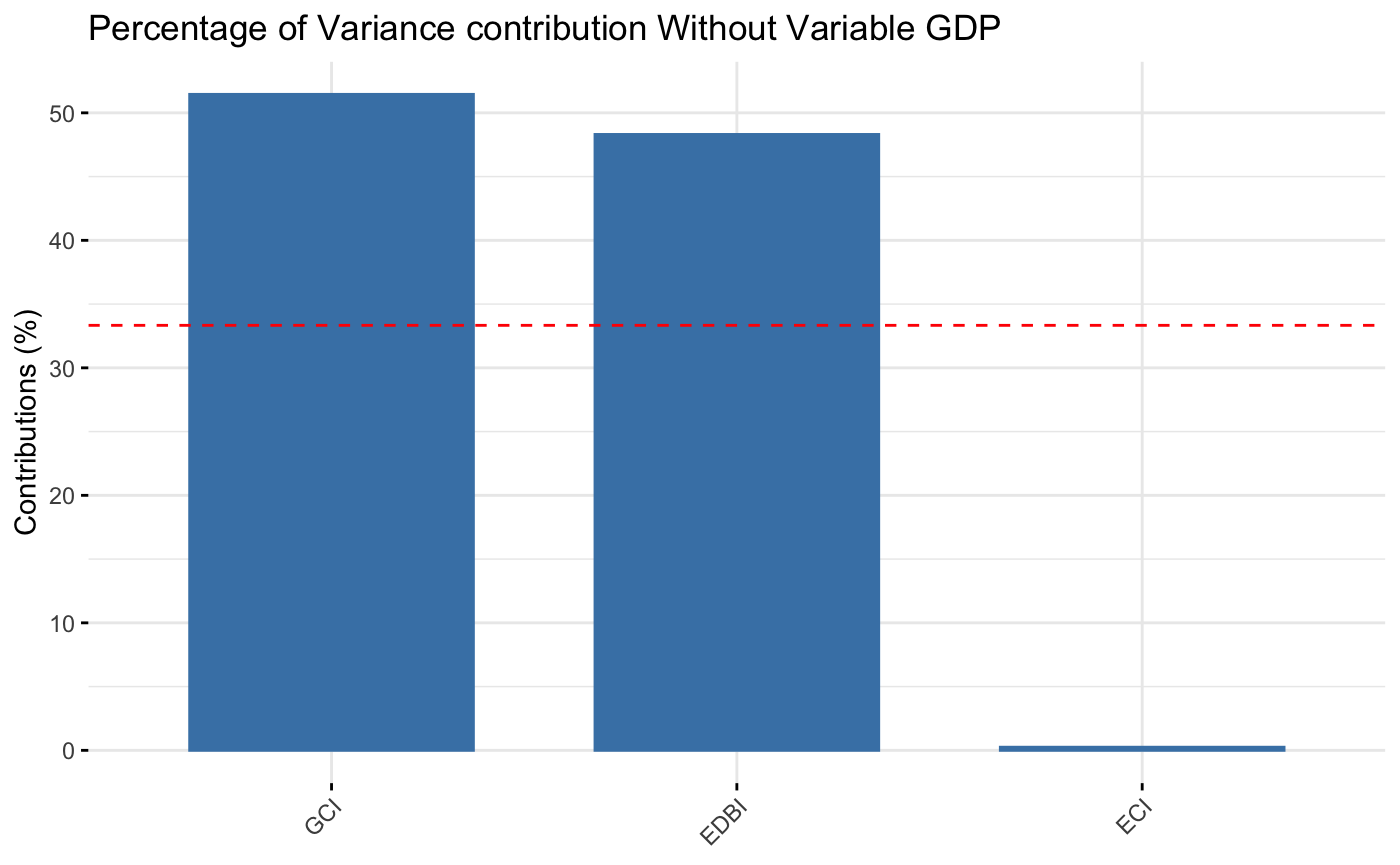 Percentage of Variance contribution Without Variable GDP
Contributions (%)
50
40
30
20
10
0
GCI
EDBI
ECI